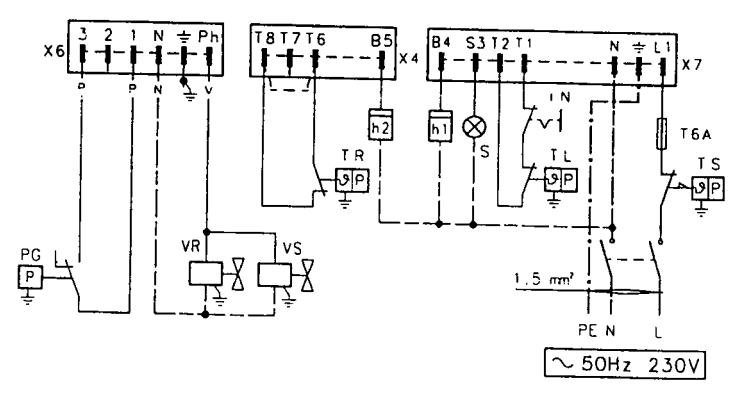 3 2 1 N Ph
X6
P P N V
T8 T7 T6 B5
X4
B4 S3 T2 T1 N L1
X7
h2
h1
S
IN
T6A
TR
ϑ P
TL
ϑ P
TS
ϑ P
PG
P
VR
VS
1.5 mm²
PE N L
∼ 50Hz 230V